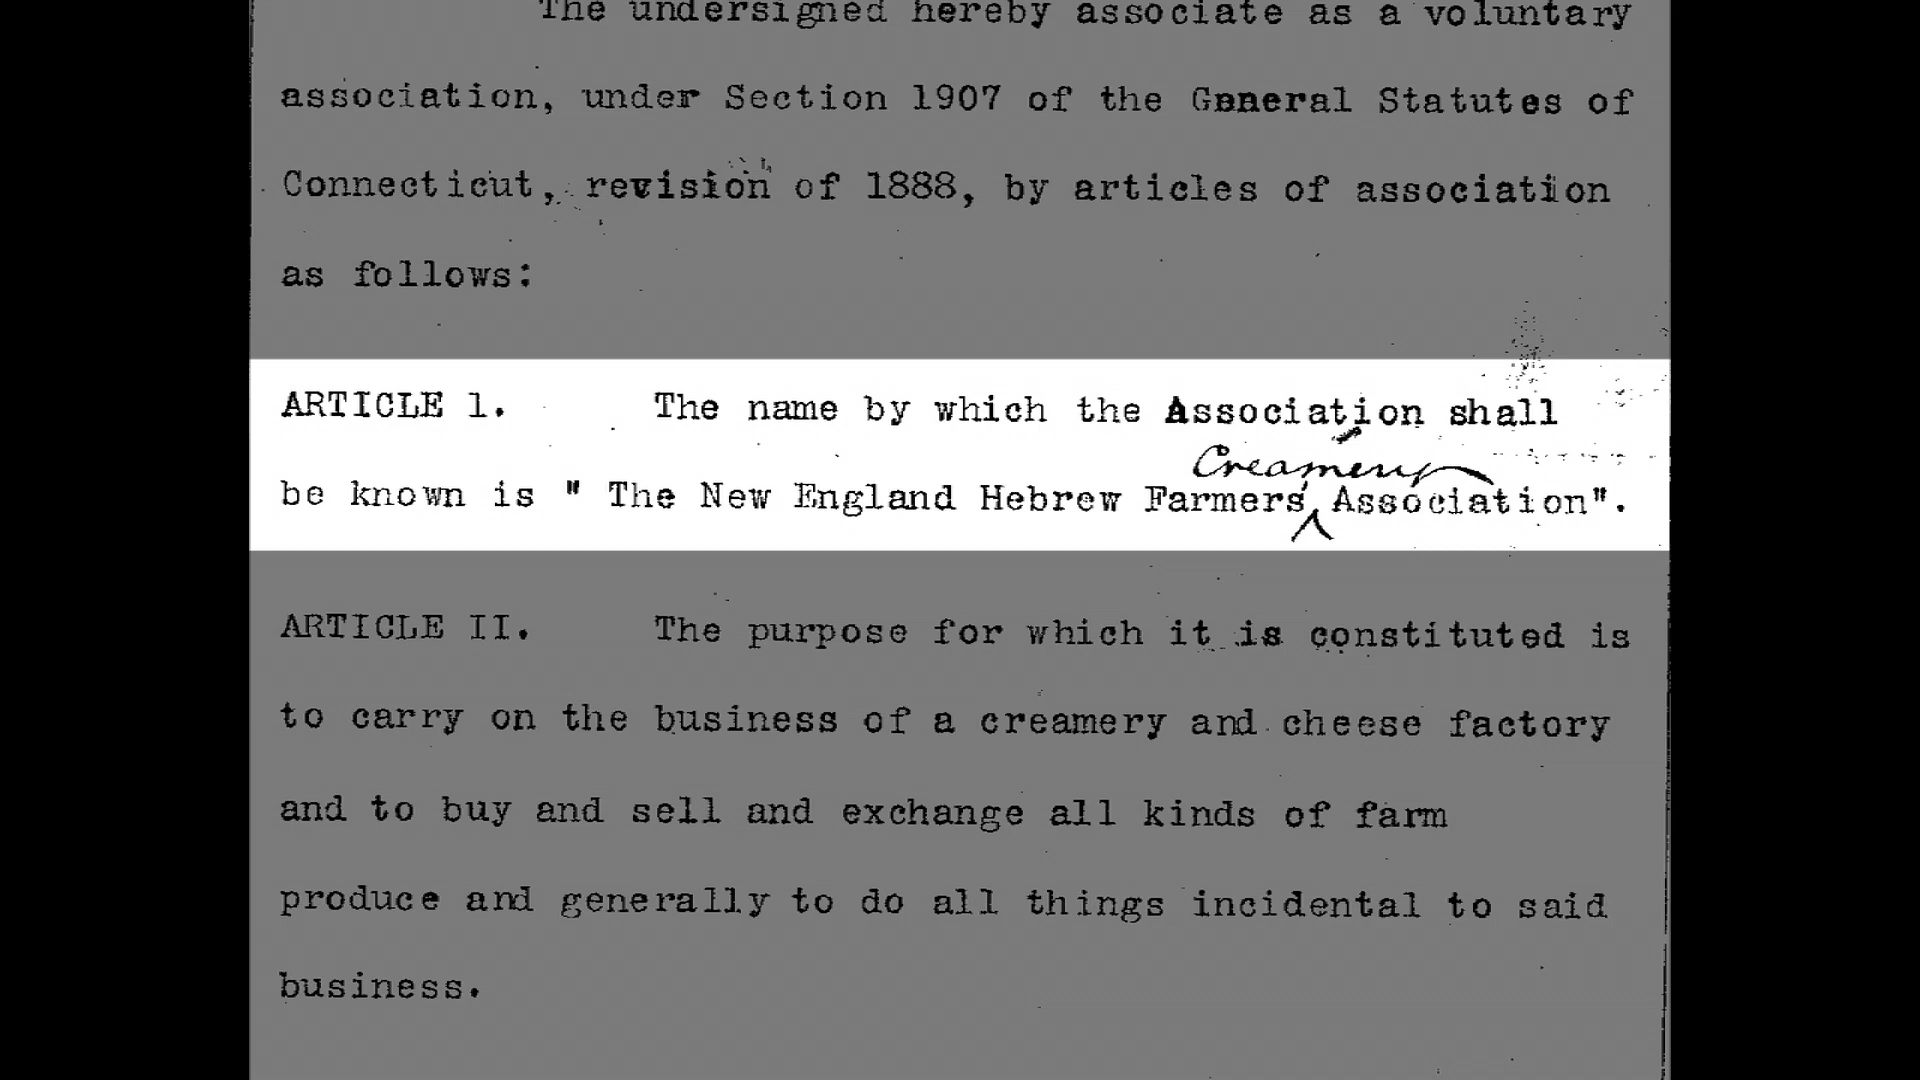 The undersigned hereby associate as a voluntary
association, under Section 1907 of the General Statutes of
Connecticut, revision of 1888, by articles of association
as follows:
ARTICLE 1. The name by which the Association shall
Creamery
be known is " The New England Hebrew Farmers' Association".
ARTICLE II. The purpose for which it is constituted is
to carry on the business of a creamery and cheese factory
and to buy and sell and exchange all kinds of farm
produce and generally to do all things incidental to said
business.